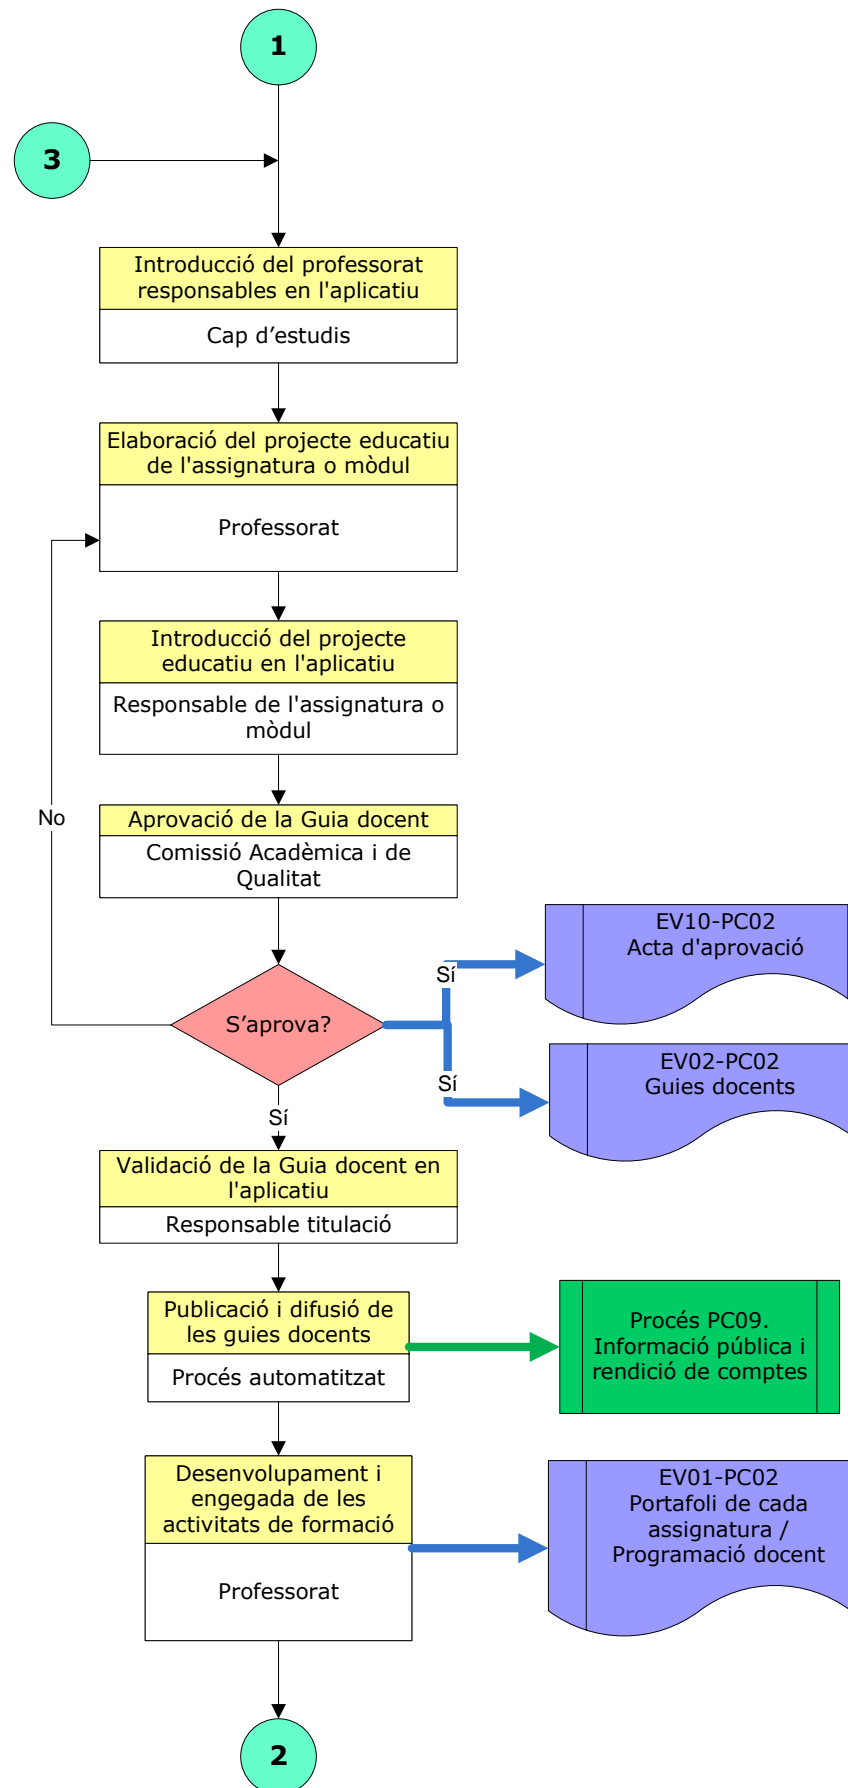 1
3
Introducció del professorat
responsables en l'aplicatiu
Cap d’estudis
Elaboració del projecte educatiu
de l'assignatura o mòdul
Professorat
Introducció del projecte
educatiu en l'aplicatiu
Responsable de l'assignatura o
mòdul
No
Aprovació de la Guia docent
Comissió Acadèmica i de
Qualitat
S’aprova?
Sí
EV10-PC02
Acta d'aprovació
Sí
EV02-PC02
Guies docents
Sí
Validació de la Guia docent en
l'aplicatiu
Responsable titulació
Publicació i difusió de
les guies docents
Procés automatitzat
Procés PC09.
Informació pública i
rendició de comptes
Desenvolupament i
engegada de les
activitats de formació
Professorat
EV01-PC02
Portafoli de cada
assignatura /
Programació docent
2